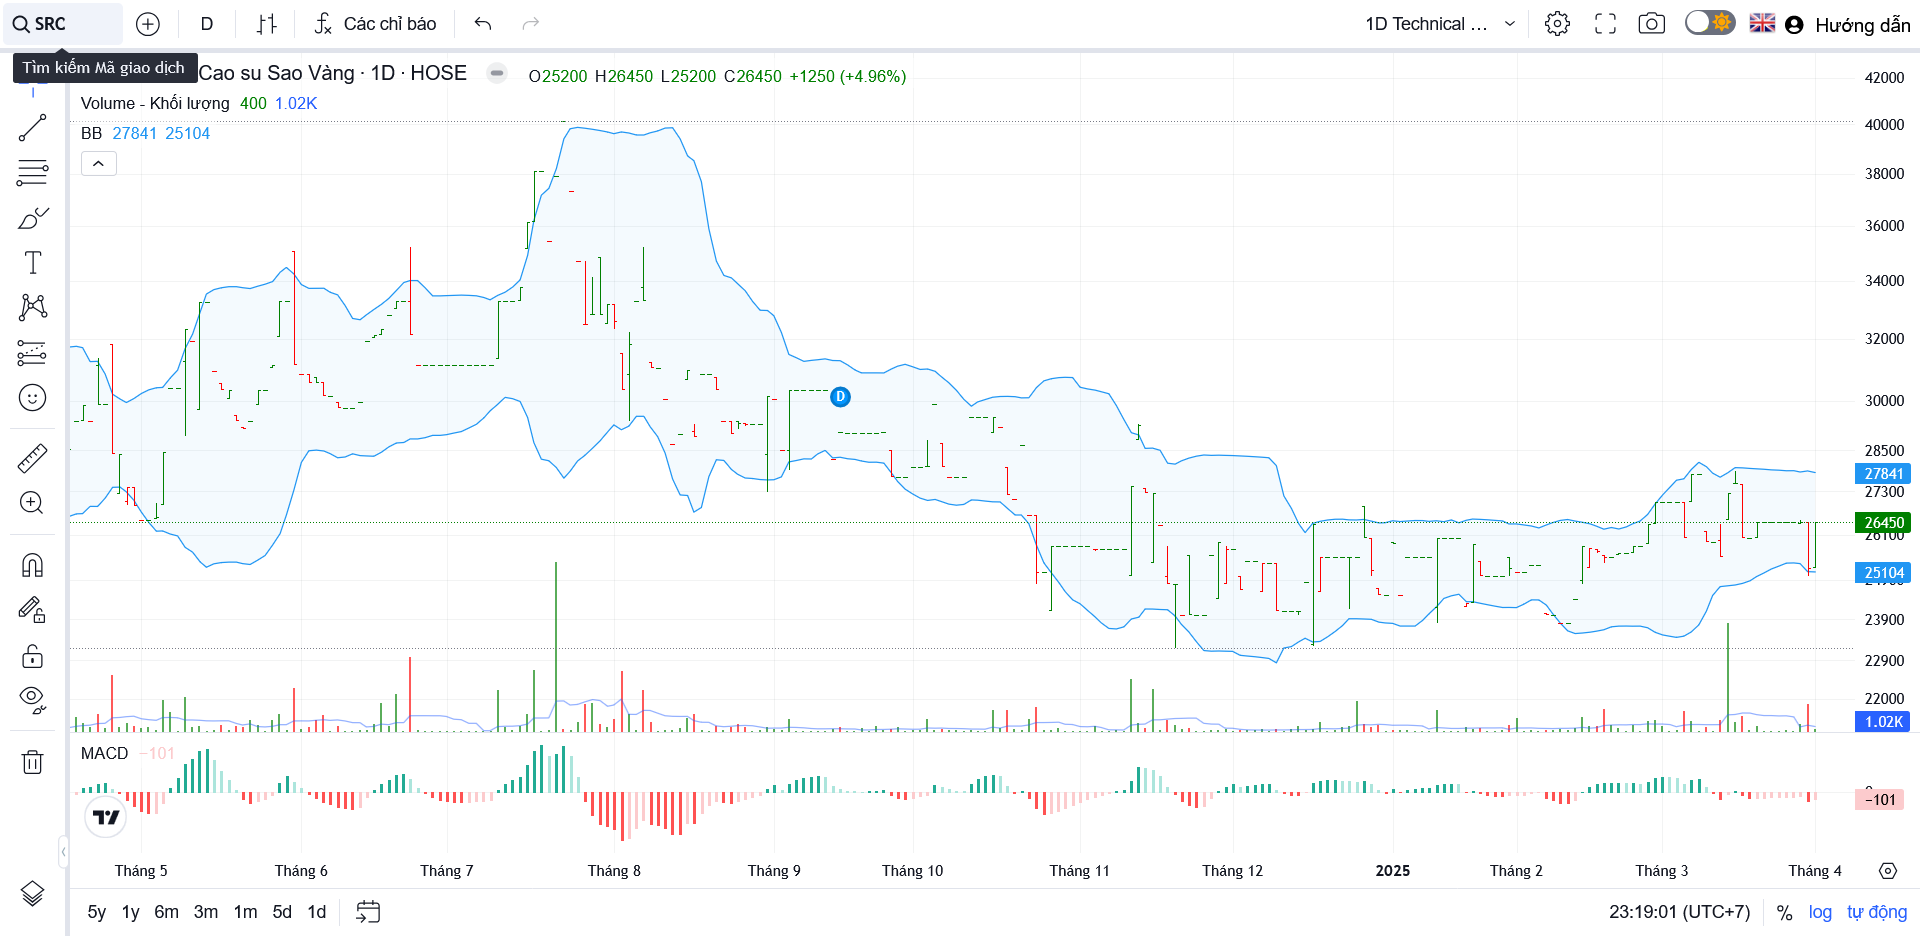 SRC
D
Các chỉ báo
1D Technical ...
Hướng dẫn
Tìm kiếm Mã giao dịch
Cao su Sao Vàng · 1D · HOSE
O25200 H26450 L25200 C26450 +1250 (+4.96%)
Volume - Khối lượng 400 1.02K
BB 27841 25104
42000
40000
38000
36000
34000
32000
30000
28500
27841
27300
26450
26100
25104
23900
22900
22000
1.02K
D
MACD −101
−101
Tháng 5
Tháng 6
Tháng 7
Tháng 8
Tháng 9
Tháng 10
Tháng 11
Tháng 12
2025
Tháng 2
Tháng 3
Tháng 4
5y 1y 6m 3m 1m 5d 1d
23:19:01 (UTC+7)
% log tự động